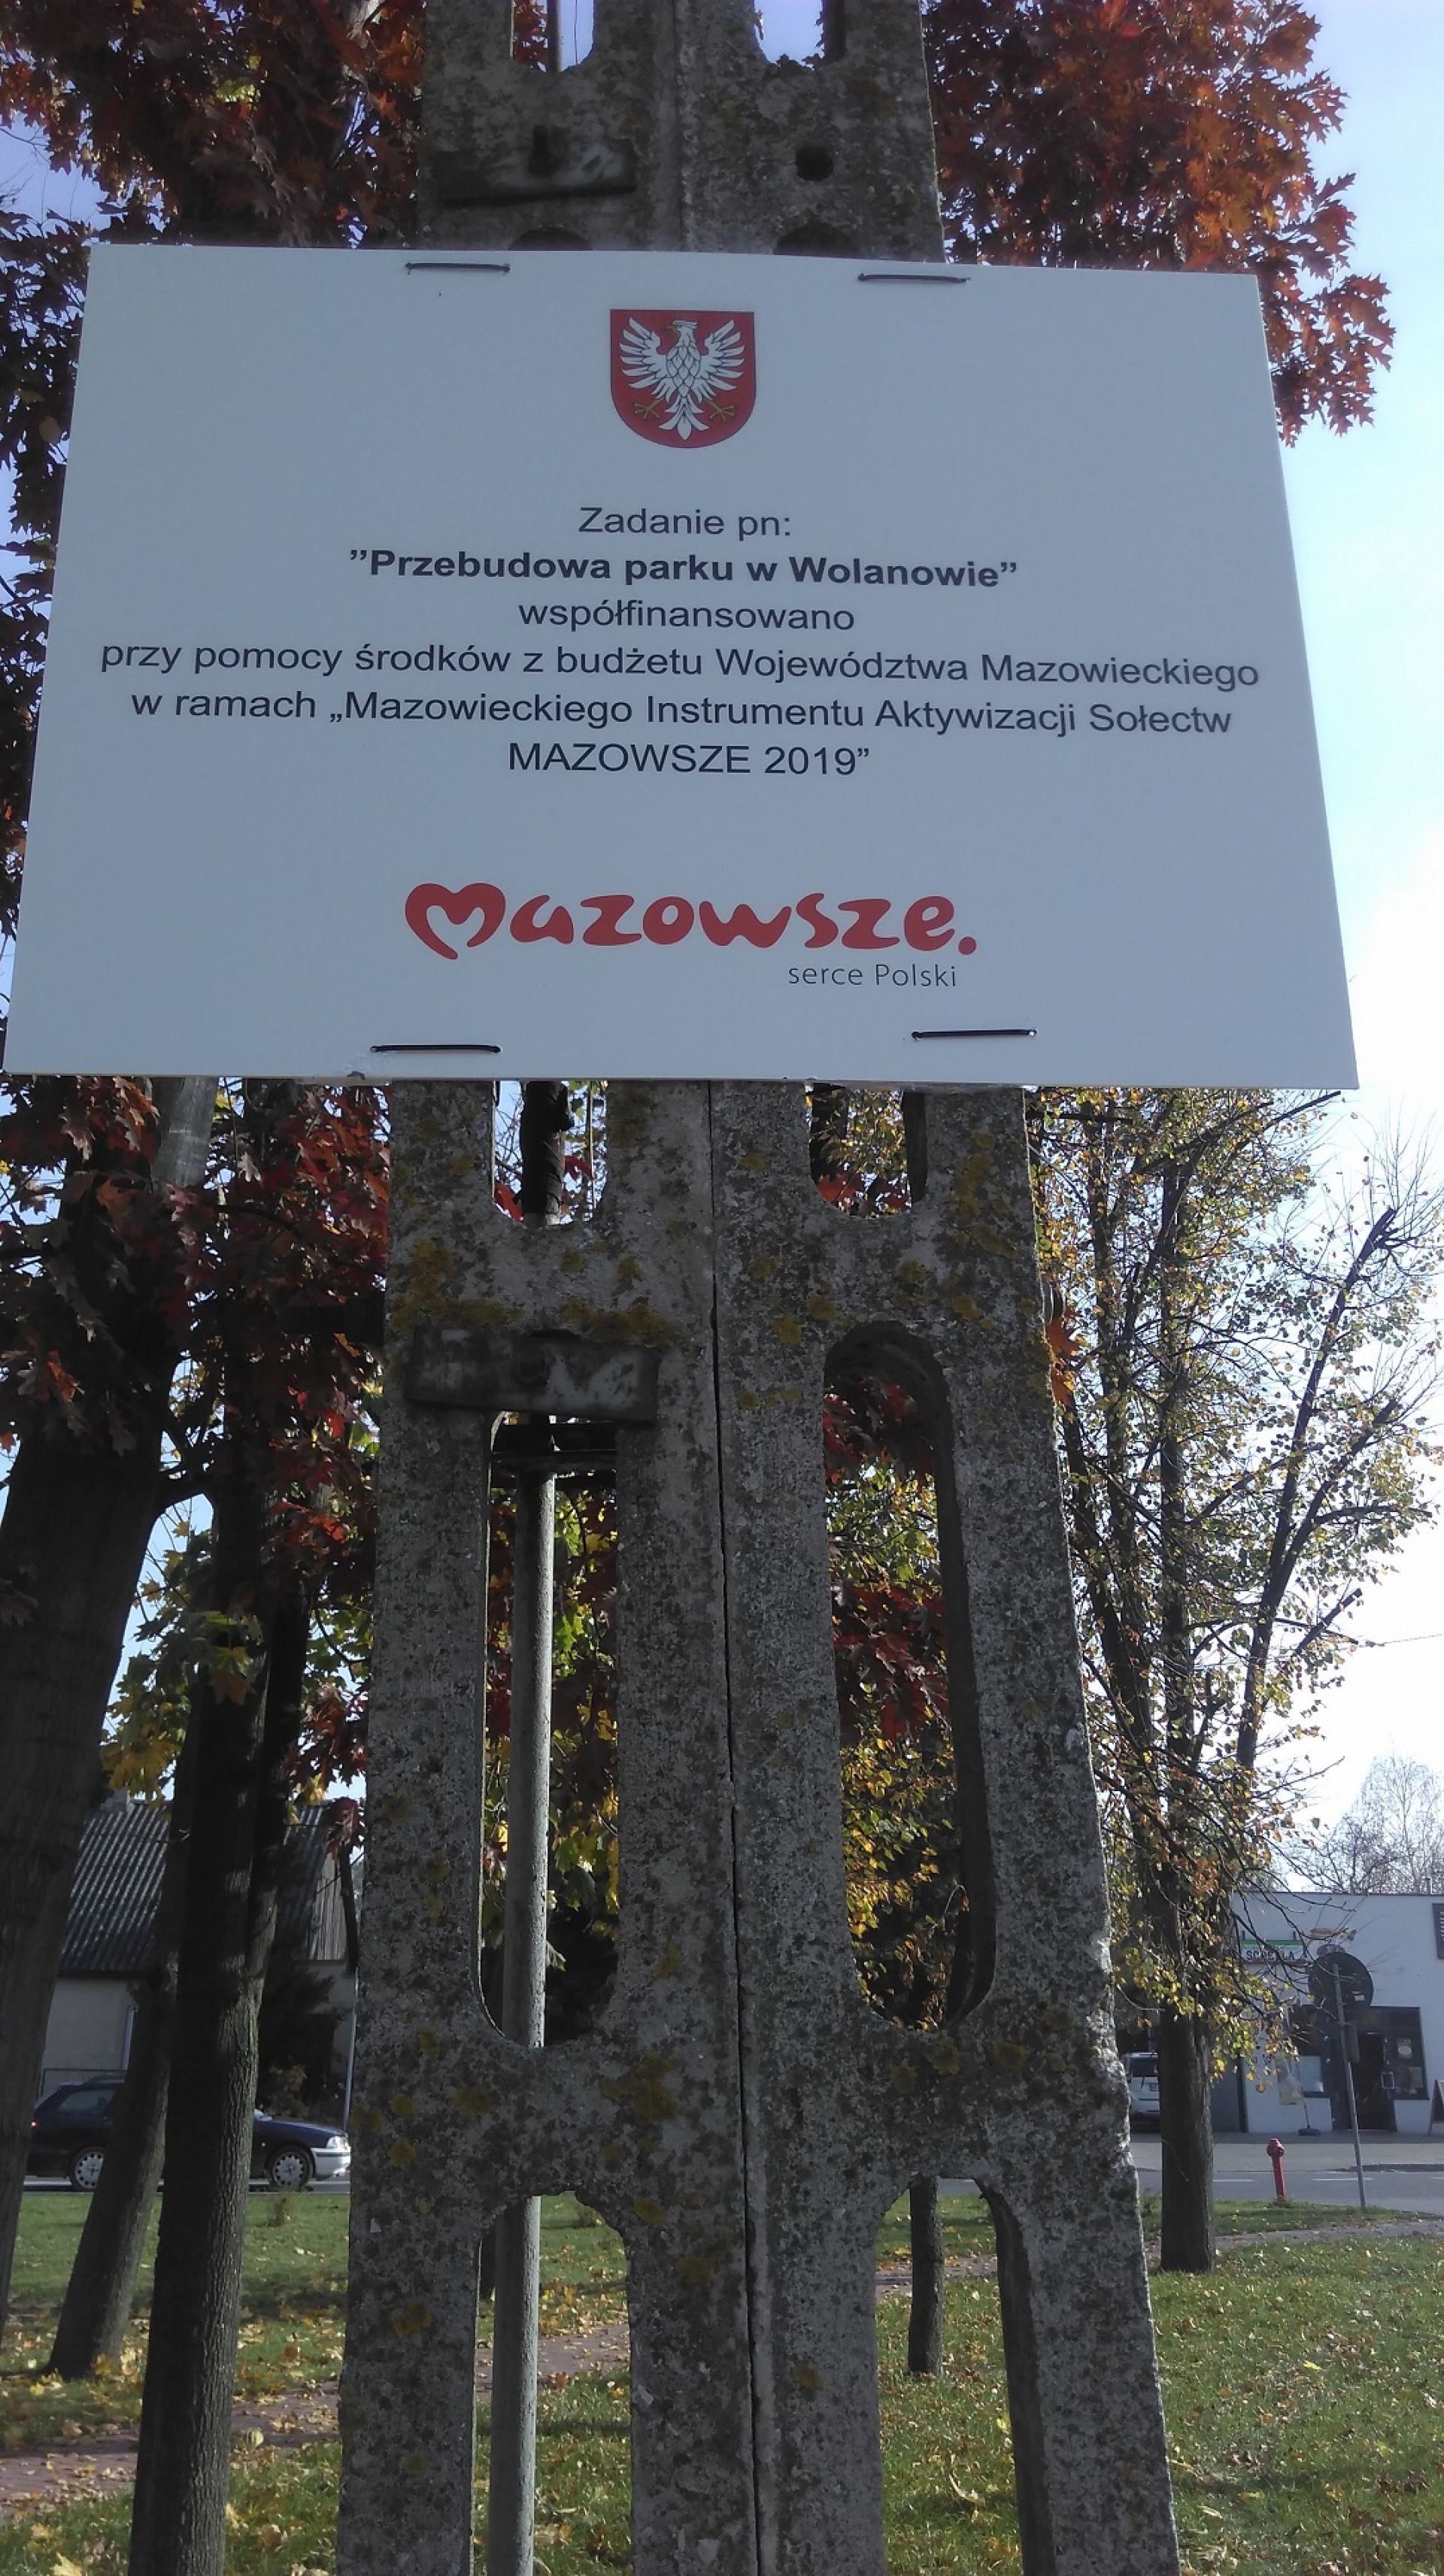 Zadanie pn:
”Przebudowa parku w Wolanowie”
współfinansowano
przy pomocy środków z budżetu Województwa Mazowieckiego
w ramach „Mazowieckiego Instrumentu Aktywizacji Sołectw
MAZOWSZE 2019”
mazowsze.
serce Polski